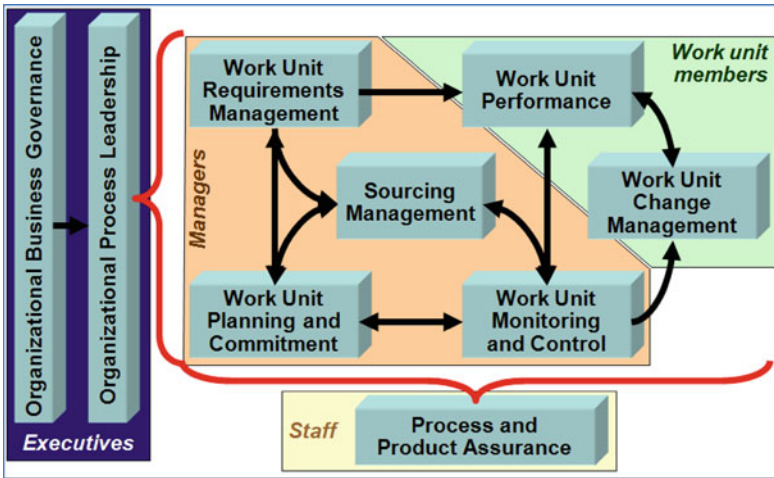 Organizational Business Governance
Organizational Process Leadership
Executives
Managers
Work Unit
Requirements
Management
Work Unit
Performance
Work unit
members
Sourcing
Management
Work Unit
Change
Management
Work Unit
Planning and
Commitment
Work Unit
Monitoring
and Control
Staff
Process and
Product Assurance